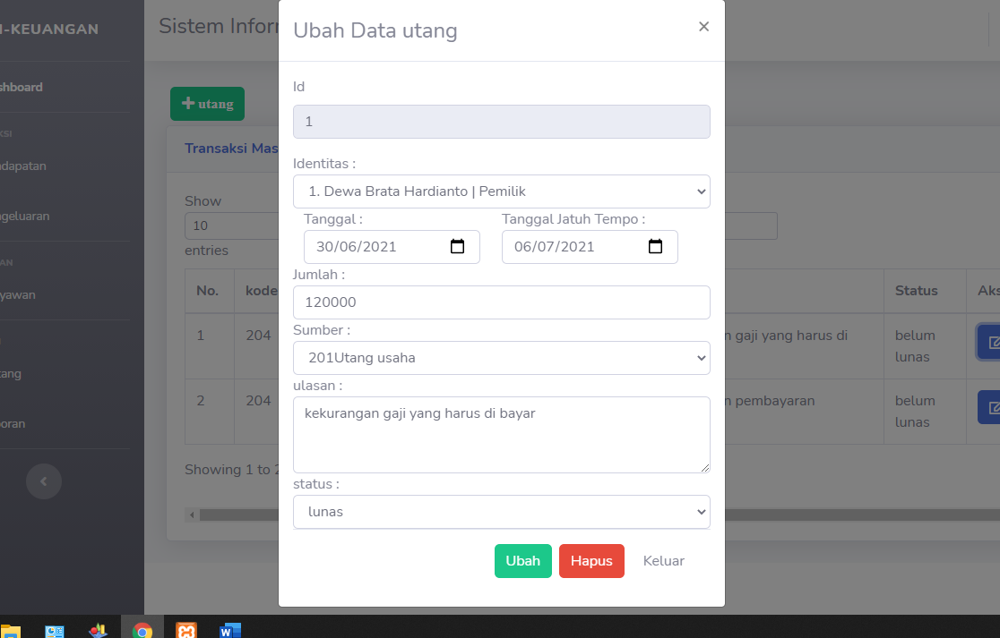 I-KEUANGAN
shboard
KSI
ndapatan
ngeluaran
AN
yawan
tang
oran
Sistem Infor
utang
Transaksi Mas
Show
10
entries
No. kode Status Aks
1 204 n gaji yang harus di belum
lunas
2 204 n pembayaran belum
lunas
Showing 1 to 2
Ubah Data utang ×
Id
1
Identitas :
1. Dewa Brata Hardianto | Pemilik
Tanggal : Tanggal Jatuh Tempo :
30/06/2021 06/07/2021
Jumlah :
120000
Sumber :
201Utang usaha
ulasan :
kekurangan gaji yang harus di bayar
status :
lunas
Ubah Hapus Keluar